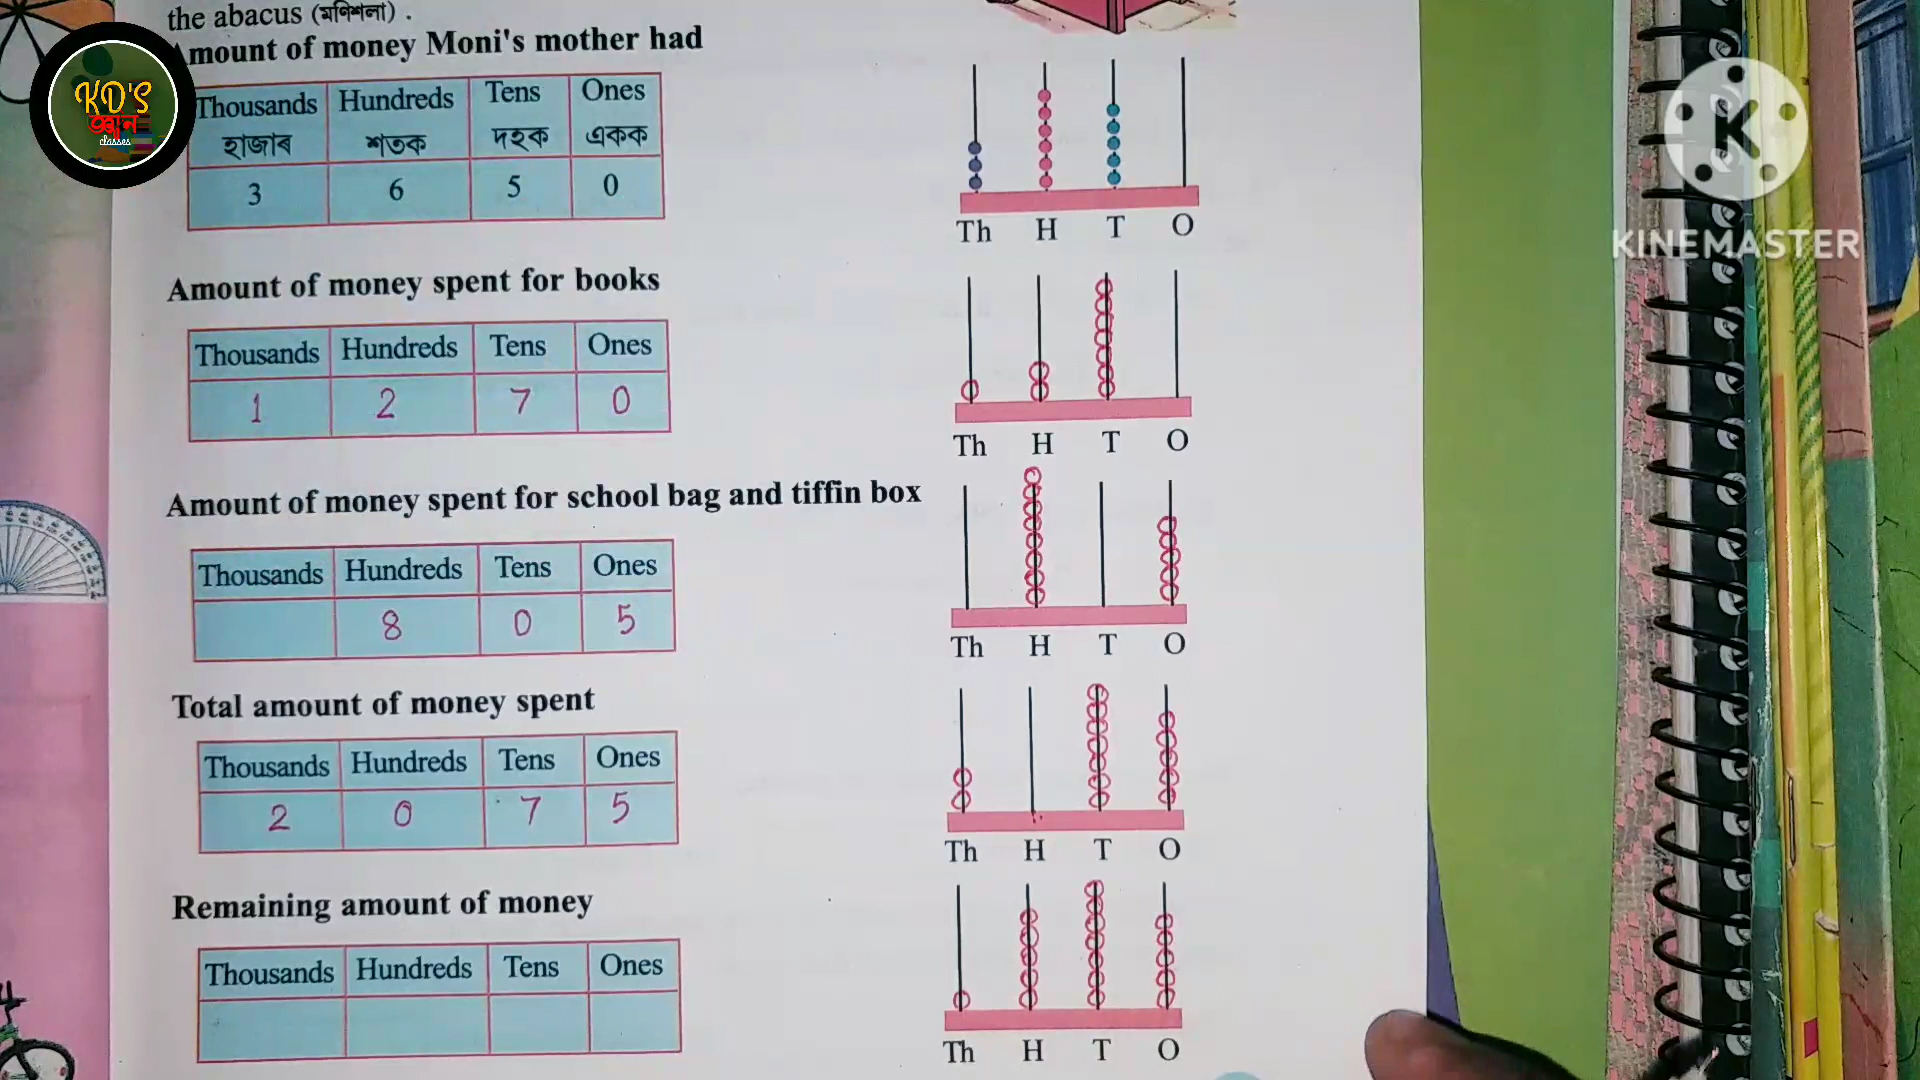 the abacus (মণিশলা) .
Amount of money Moni's mother had
KD'S
জ্ঞান
classes
Thousands Hundreds Tens Ones
হাজাৰ শতক দহক একক
3 6 5 0
Th H T O
K
KINEMASTER
Amount of money spent for books
Thousands Hundreds Tens Ones
1 2 7 0
Th H T O
Amount of money spent for school bag and tiffin box
Thousands Hundreds Tens Ones
8 0 5
Th H T O
Total amount of money spent
Thousands Hundreds Tens Ones
2 0 7 5
Th H T O
Remaining amount of money
Thousands Hundreds Tens Ones
Th H T O